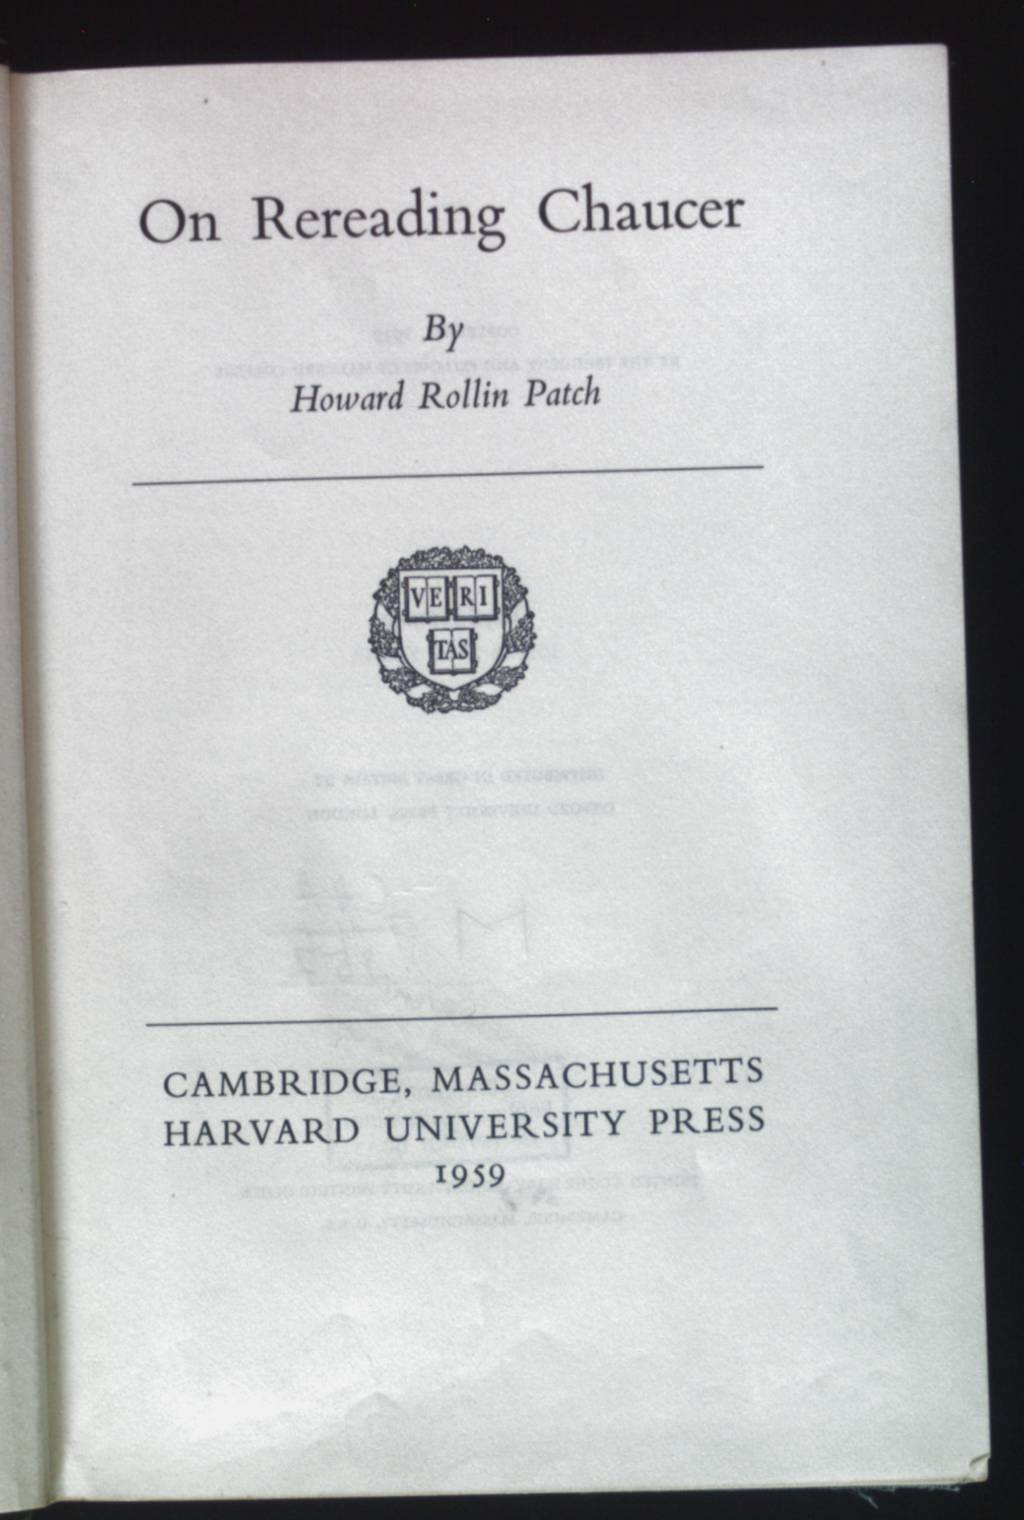 On Rereading Chaucer
By
Howard Rollin Patch
VE RI
TAS
CAMBRIDGE, MASSACHUSETTS
HARVARD UNIVERSITY PRESS
1959